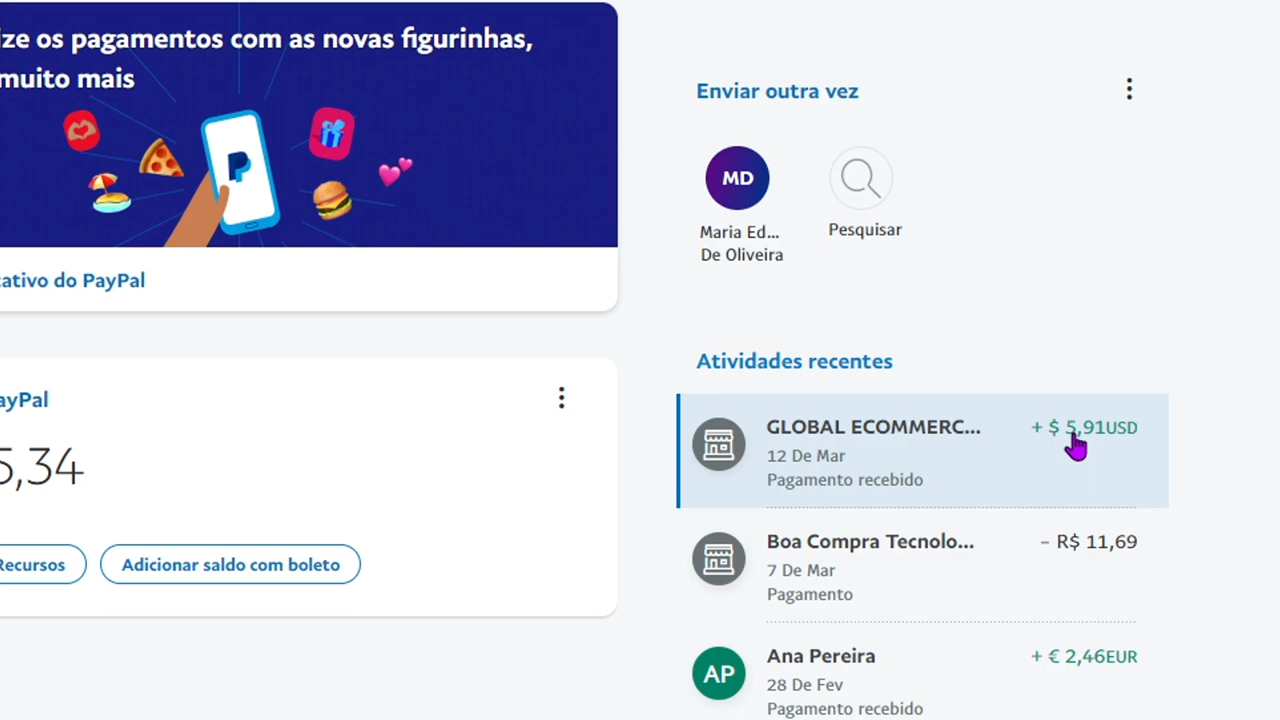 ize os pagamentos com as novas figurinhas,
muito mais
ativo do PayPal
ayPal
5,34
Recursos
Adicionar saldo com boleto
Enviar outra vez
MD
Maria Ed...
De Oliveira
Pesquisar
Atividades recentes
GLOBAL ECOMMERC... + $ 5,91USD
12 De Mar
Pagamento recebido
Boa Compra Tecnolo... – R$ 11,69
7 De Mar
Pagamento
AP
Ana Pereira + € 2,46EUR
28 De Fev
Pagamento recebido